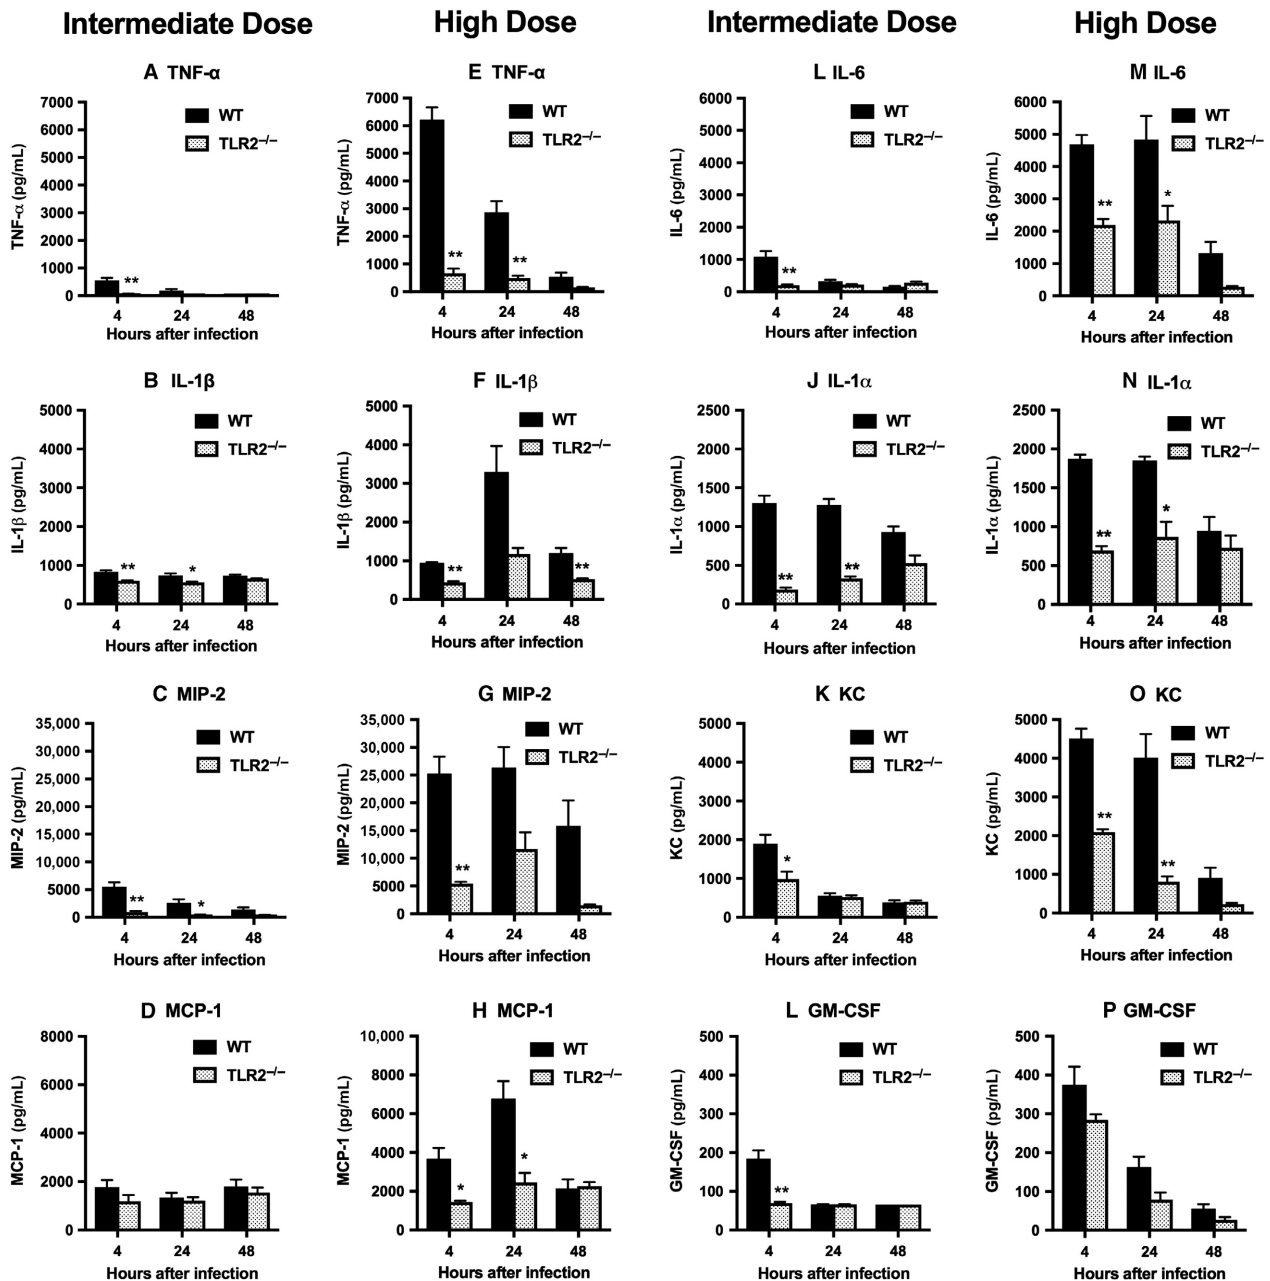 Intermediate Dose
High Dose
Intermediate Dose
High Dose
A TNF-α
TNF-α (pg/mL)
7000
6000
5000
4000
3000
2000
1000
0
WT
TLR2–/–
**
4
24
48
Hours after infection
E TNF-α
TNF-α (pg/mL)
7000
6000
5000
4000
3000
2000
1000
0
WT
TLR2–/–
**
**
4
24
48
Hours after infection
L IL-6
IL-6 (pg/mL)
6000
5000
4000
3000
2000
1000
0
WT
TLR2–/–
**
4
24
48
Hours after infection
M IL-6
IL-6 (pg/mL)
6000
5000
4000
3000
2000
1000
0
WT
TLR2–/–
**
*
4
24
48
Hours after infection
B IL-1β
IL-1β (pg/mL)
5000
4000
3000
2000
1000
0
WT
TLR2–/–
**
*
4
24
48
Hours after infection
F IL-1β
IL-1β (pg/mL)
5000
4000
3000
2000
1000
0
WT
TLR2–/–
**
**
4
24
48
Hours after infection
J IL-1α
IL-1α (pg/mL)
2500
2000
1500
1000
500
0
WT
TLR2–/–
**
**
4
24
48
Hours after infection
N IL-1α
IL-1α (pg/mL)
2500
2000
1500
1000
500
0
WT
TLR2–/–
**
*
4
24
48
Hours after infection
C MIP-2
MIP-2 (pg/mL)
35,000
30,000
25,000
20,000
15,000
10,000
5000
0
WT
TLR2–/–
**
*
4
24
48
Hours after infection
G MIP-2
MIP-2 (pg/mL)
35,000
30,000
25,000
20,000
15,000
10,000
5000
0
WT
TLR2–/–
**
4
24
48
Hours after infection
K KC
KC (pg/mL)
5000
4000
3000
2000
1000
0
WT
TLR2–/–
*
4
24
48
Hours after infection
O KC
KC (pg/mL)
5000
4000
3000
2000
1000
0
WT
TLR2–/–
**
**
4
24
48
Hours after infection
D MCP-1
MCP-1 (pg/mL)
8000
6000
4000
2000
0
WT
TLR2–/–
4
24
48
Hours after infection
H MCP-1
MCP-1 (pg/mL)
10,000
8000
6000
4000
2000
0
WT
TLR2–/–
*
*
4
24
48
Hours after infection
L GM-CSF
GM-CSF (pg/mL)
500
400
300
200
100
0
WT
TLR2–/–
**
4
24
48
Hours after infection
P GM-CSF
GM-CSF (pg/mL)
500
400
300
200
100
0
WT
TLR2–/–
4
24
48
Hours after infection